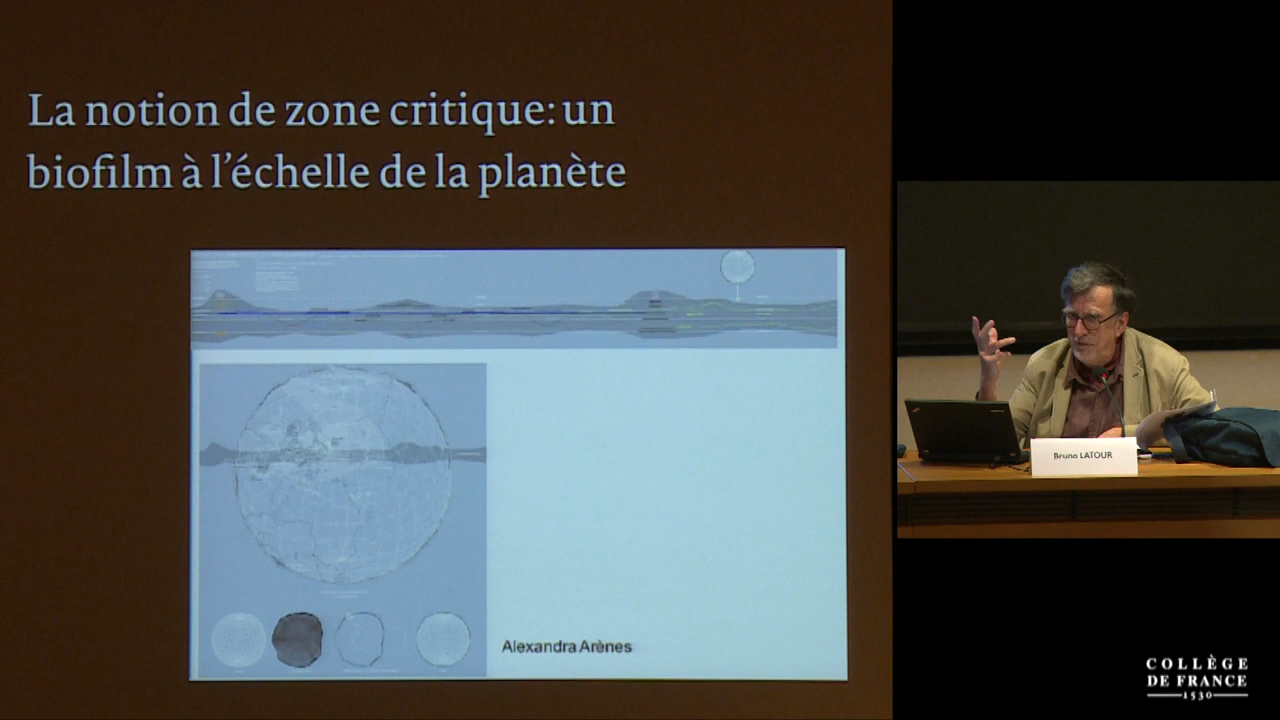 La notion de zone critique: un
biofilm à l'échelle de la planète
Alexandra Arènes
Bruno LATOUR
COLLÈGE
DE FRANCE
1530